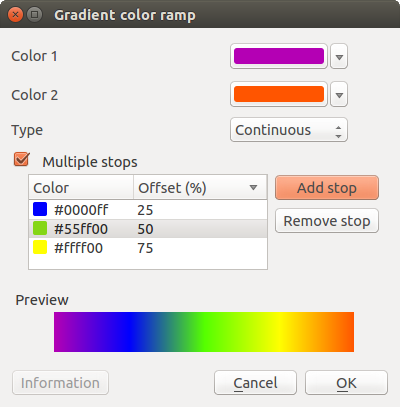 Gradient color ramp
Color 1
Color 2
Type Continuous
Multiple stops
Color Offset (%) Add stop
#0000ff 25
#55ff00 50 Remove stop
#ffff00 75
Preview
Information Cancel OK